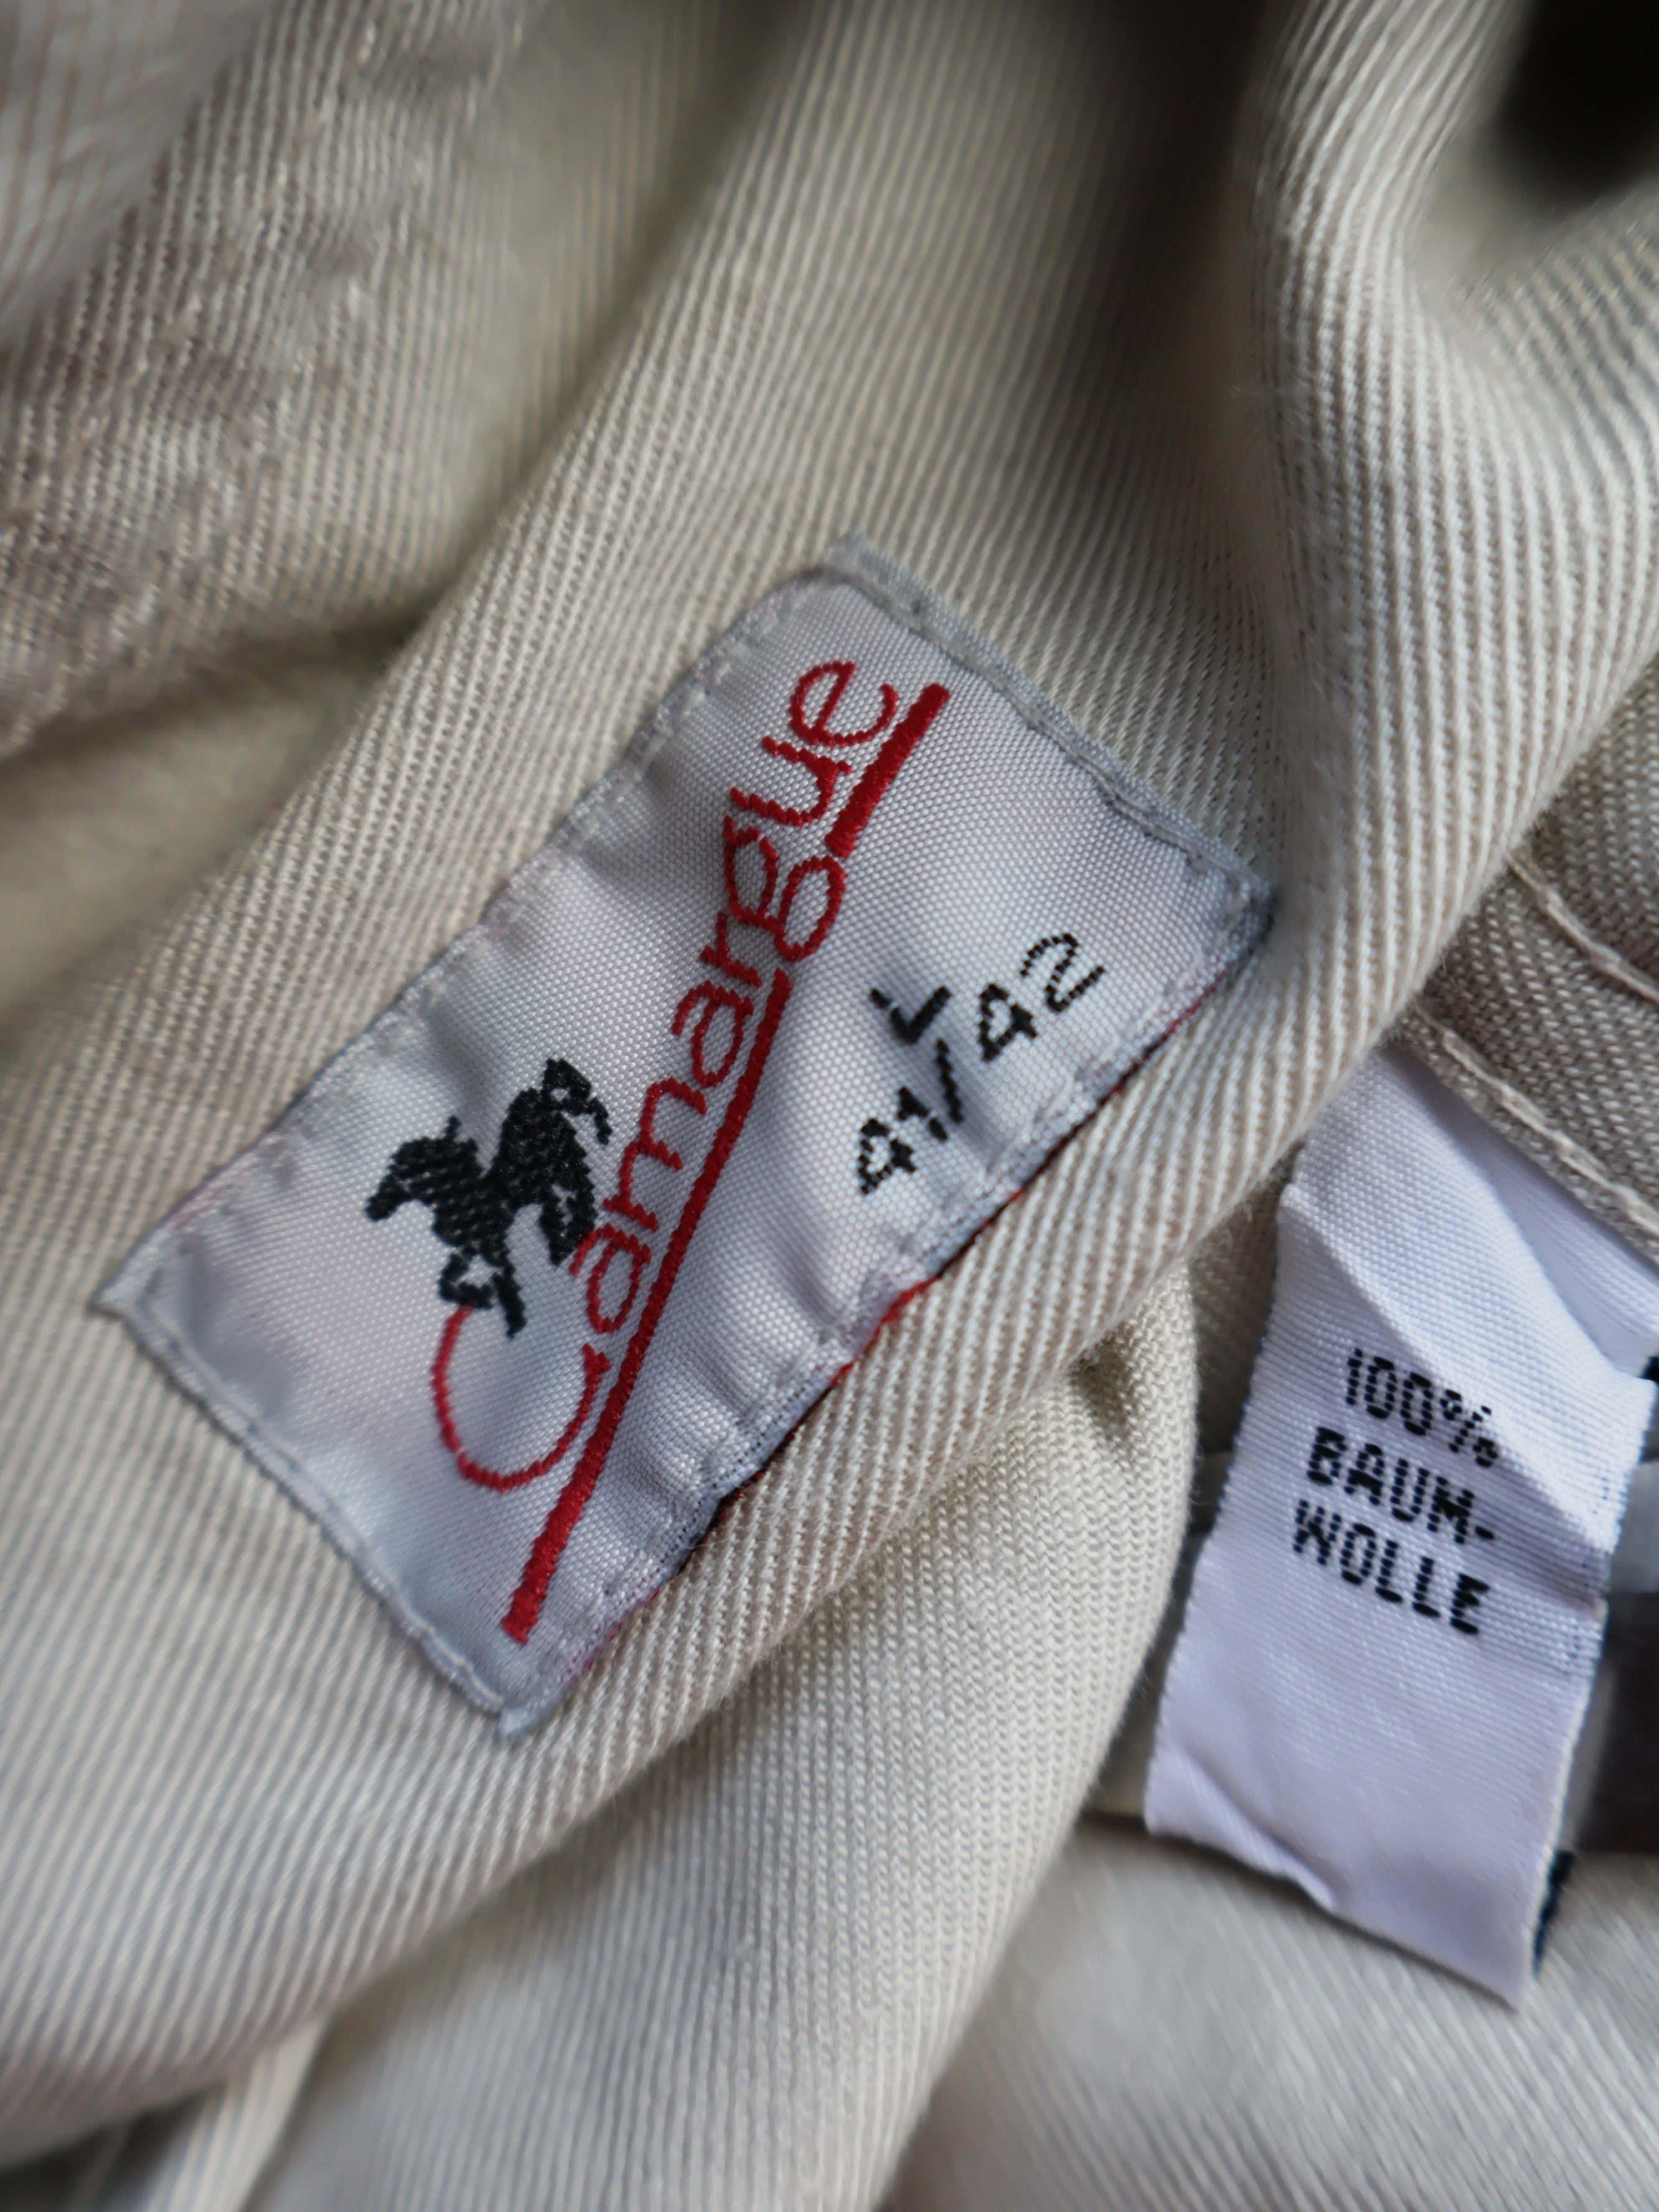 Camargue
L
41/42
100%
BAUM-
WOLLE